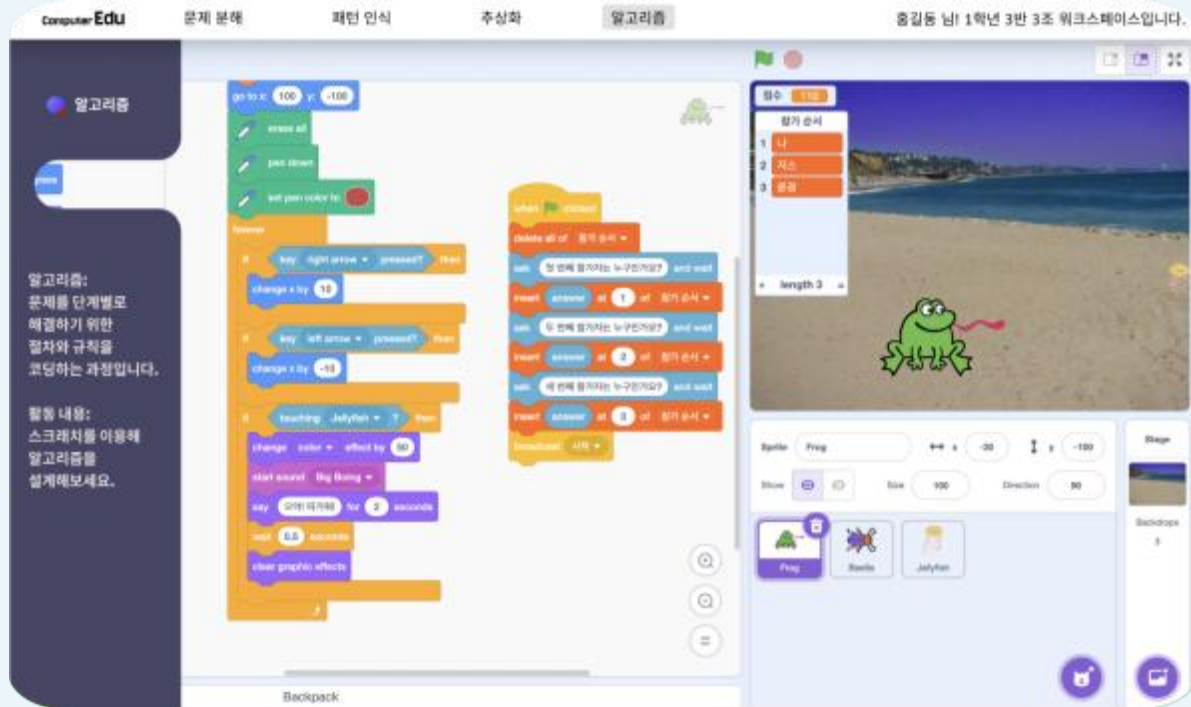 Computer Edu
문제 분해
패턴 인식
추상화
알고리즘
홍길동 님! 1학년 3반 3조 워크스페이스입니다.
알고리즘
알고리즘:
문제를 단계별로
해결하기 위한
절차와 규칙을
코딩하는 과정입니다.
활동 내용:
스크래치를 이용해
알고리즘을
설계해보세요.
go to x: 100 y: -100
erase all
pen down
set pen color to
forever
if key right arrow pressed? then
change x by 10
if key left arrow pressed? then
change x by -10
if touching Jellyfish ? then
change color effect by 50
start sound Big Boing
say for 2 seconds
wait 0.5 seconds
clear graphic effects
when clicked
delete all of 참가 순서
ask 첫 번째 참가자는 누구인가요? and wait
insert answer at 1 of 참가 순서
ask 두 번째 참가자는 누구인가요? and wait
insert answer at 2 of 참가 순서
ask 세 번째 참가자는 누구인가요? and wait
insert answer at 3 of 참가 순서
broadcast 시작
Backpack
점수
참가 순서
1 나
2
3
+ length 3 =
Sprite Frog x y -100
Show Size 100 Direction 90
Frog
Beetle
Jellyfish
Stage
Backdrops
3